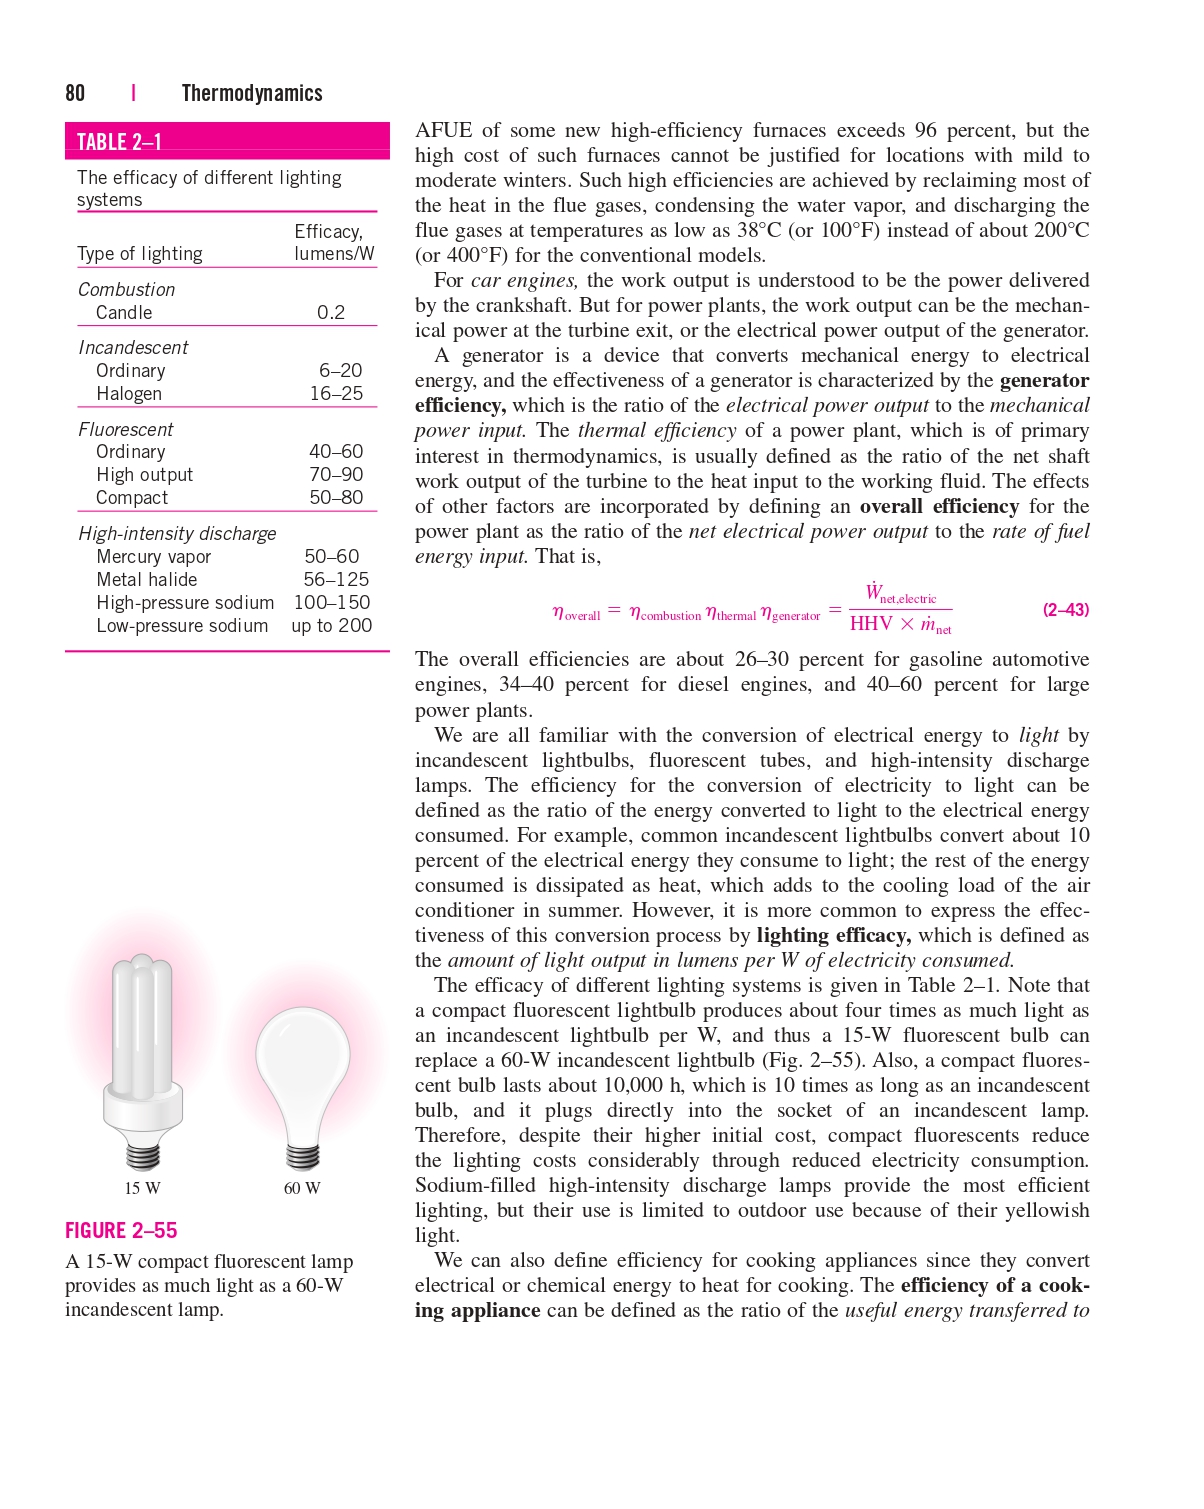 80 | Thermodynamics
TABLE 2–1
The efficacy of different lighting
systems
Efficacy,
Type of lighting lumens/W
Combustion
Candle 0.2
Incandescent
Ordinary 6–20
Halogen 16–25
Fluorescent
Ordinary 40–60
High output 70–90
Compact 50–80
High-intensity discharge
Mercury vapor 50–60
Metal halide 56–125
High-pressure sodium 100–150
Low-pressure sodium up to 200
15 W 60 W
FIGURE 2–55
A 15-W compact fluorescent lamp
provides as much light as a 60-W
incandescent lamp.
AFUE of some new high-efficiency furnaces exceeds 96 percent, but the
high cost of such furnaces cannot be justified for locations with mild to
moderate winters. Such high efficiencies are achieved by reclaiming most of
the heat in the flue gases, condensing the water vapor, and discharging the
flue gases at temperatures as low as 38°C (or 100°F) instead of about 200°C
(or 400°F) for the conventional models.
For car engines, the work output is understood to be the power delivered
by the crankshaft. But for power plants, the work output can be the mechan-
ical power at the turbine exit, or the electrical power output of the generator.
A generator is a device that converts mechanical energy to electrical
energy, and the effectiveness of a generator is characterized by the generator
efficiency, which is the ratio of the electrical power output to the mechanical
power input. The thermal efficiency of a power plant, which is of primary
interest in thermodynamics, is usually defined as the ratio of the net shaft
work output of the turbine to the heat input to the working fluid. The effects
of other factors are incorporated by defining an overall efficiency for the
power plant as the ratio of the net electrical power output to the rate of fuel
energy input. That is,
η overall = η combustion η thermal η generator = Ẇ net,electric / HHV × ṁ net (2–43)
The overall efficiencies are about 26–30 percent for gasoline automotive
engines, 34–40 percent for diesel engines, and 40–60 percent for large
power plants.
We are all familiar with the conversion of electrical energy to light by
incandescent lightbulbs, fluorescent tubes, and high-intensity discharge
lamps. The efficiency for the conversion of electricity to light can be
defined as the ratio of the energy converted to light to the electrical energy
consumed. For example, common incandescent lightbulbs convert about 10
percent of the electrical energy they consume to light; the rest of the energy
consumed is dissipated as heat, which adds to the cooling load of the air
conditioner in summer. However, it is more common to express the effec-
tiveness of this conversion process by lighting efficacy, which is defined as
the amount of light output in lumens per W of electricity consumed.
The efficacy of different lighting systems is given in Table 2–1. Note that
a compact fluorescent lightbulb produces about four times as much light as
an incandescent lightbulb per W, and thus a 15-W fluorescent bulb can
replace a 60-W incandescent lightbulb (Fig. 2–55). Also, a compact fluores-
cent bulb lasts about 10,000 h, which is 10 times as long as an incandescent
bulb, and it plugs directly into the socket of an incandescent lamp.
Therefore, despite their higher initial cost, compact fluorescents reduce
the lighting costs considerably through reduced electricity consumption.
Sodium-filled high-intensity discharge lamps provide the most efficient
lighting, but their use is limited to outdoor use because of their yellowish
light.
We can also define efficiency for cooking appliances since they convert
electrical or chemical energy to heat for cooking. The efficiency of a cook-
ing appliance can be defined as the ratio of the useful energy transferred to